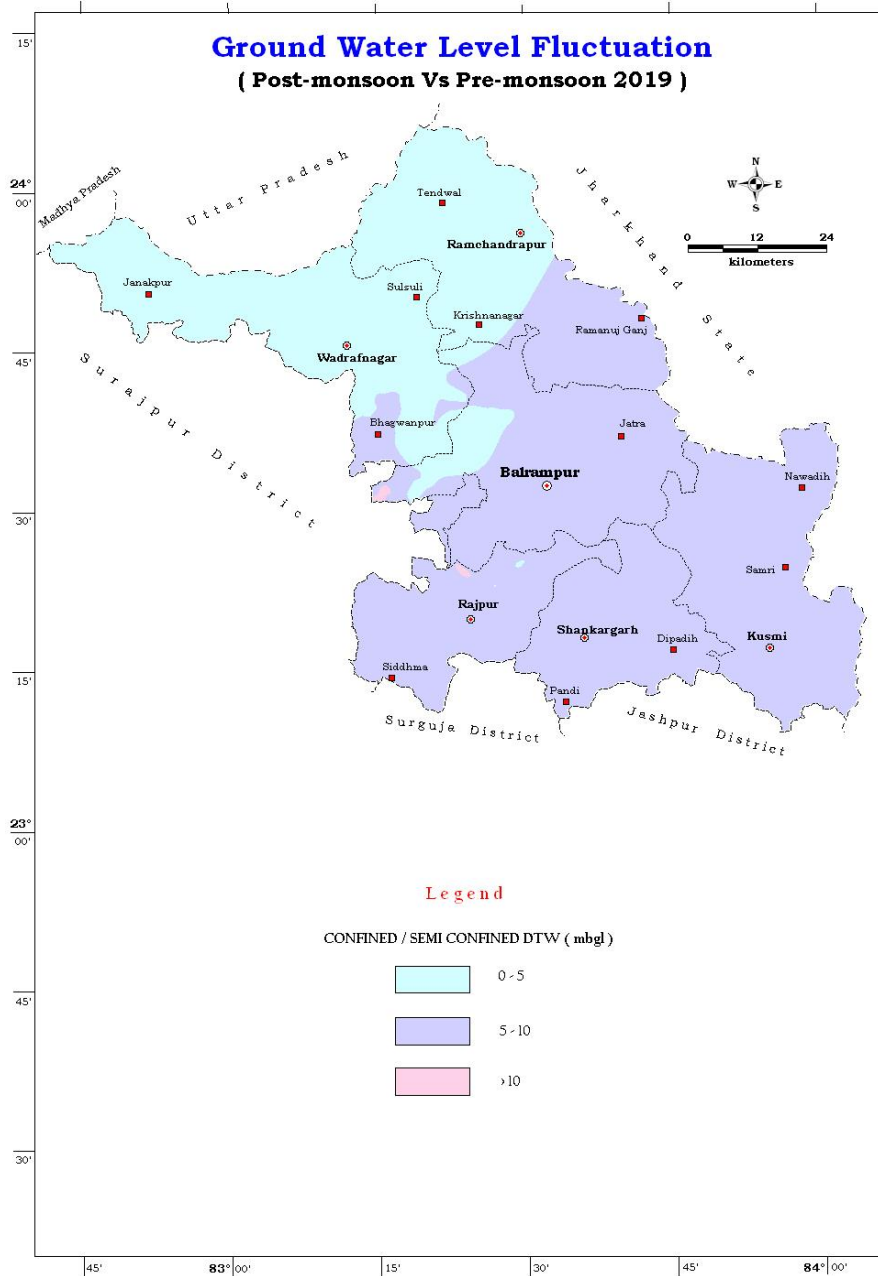 Ground Water Level Fluctuation
( Post-monsoon Vs Pre-monsoon 2019 )
15'
24°
00'
45'
30'
15'
23°
00'
45'
30'
Madhya Pradesh
Uttar Pradesh
Jharkhand State
N
W E
S
0 12 24
kilometers
Tendwal
Ramchandrapur
Janakpur
Sulsuli
Krishnanagar
Ramanuj Ganj
Wadrafnagar
Surajpur District
Bhagwanpur
Jatra
Balrampur
Nawadih
Samri
Rajpur
Shankargarh
Dipadih
Kusmi
Siddhma
Pandi
Surguja District
Jashpur District
Legend
CONFINED / SEMI CONFINED DTW ( mbgl )
0 - 5
5 - 10
>10
45'
83° 00'
15'
30'
45'
84° 00'